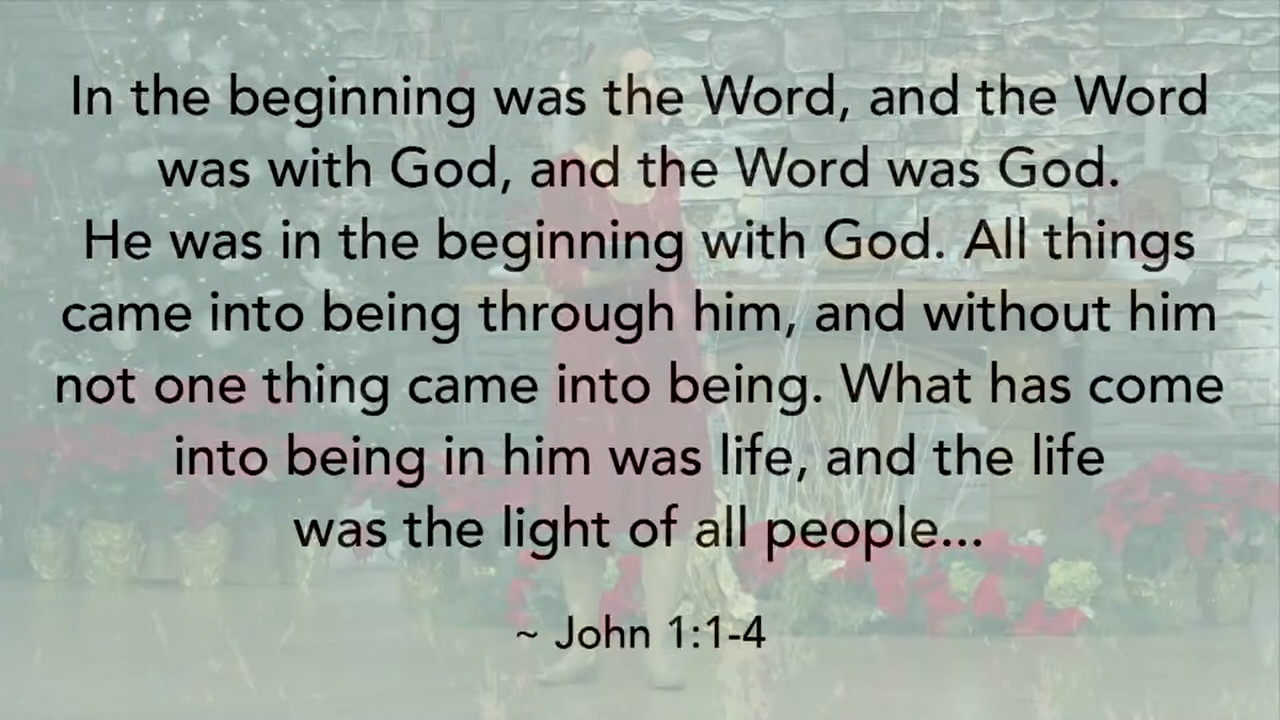 In the beginning was the Word, and the Word
was with God, and the Word was God.
He was in the beginning with God. All things
came into being through him, and without him
not one thing came into being. What has come
into being in him was life, and the life
was the light of all people...
~ John 1:1-4